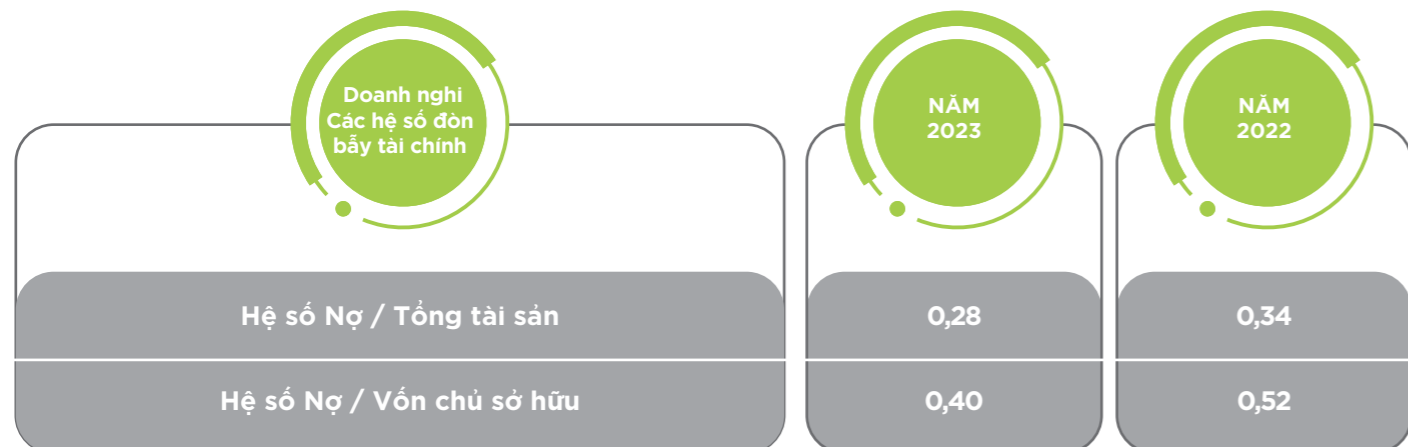 Doanh nghi
Các hệ số đòn
bẫy tài chính
NĂM
2023
NĂM
2022
Hệ số Nợ / Tổng tài sản
0,28
0,34
Hệ số Nợ / Vốn chủ sở hữu
0,40
0,52